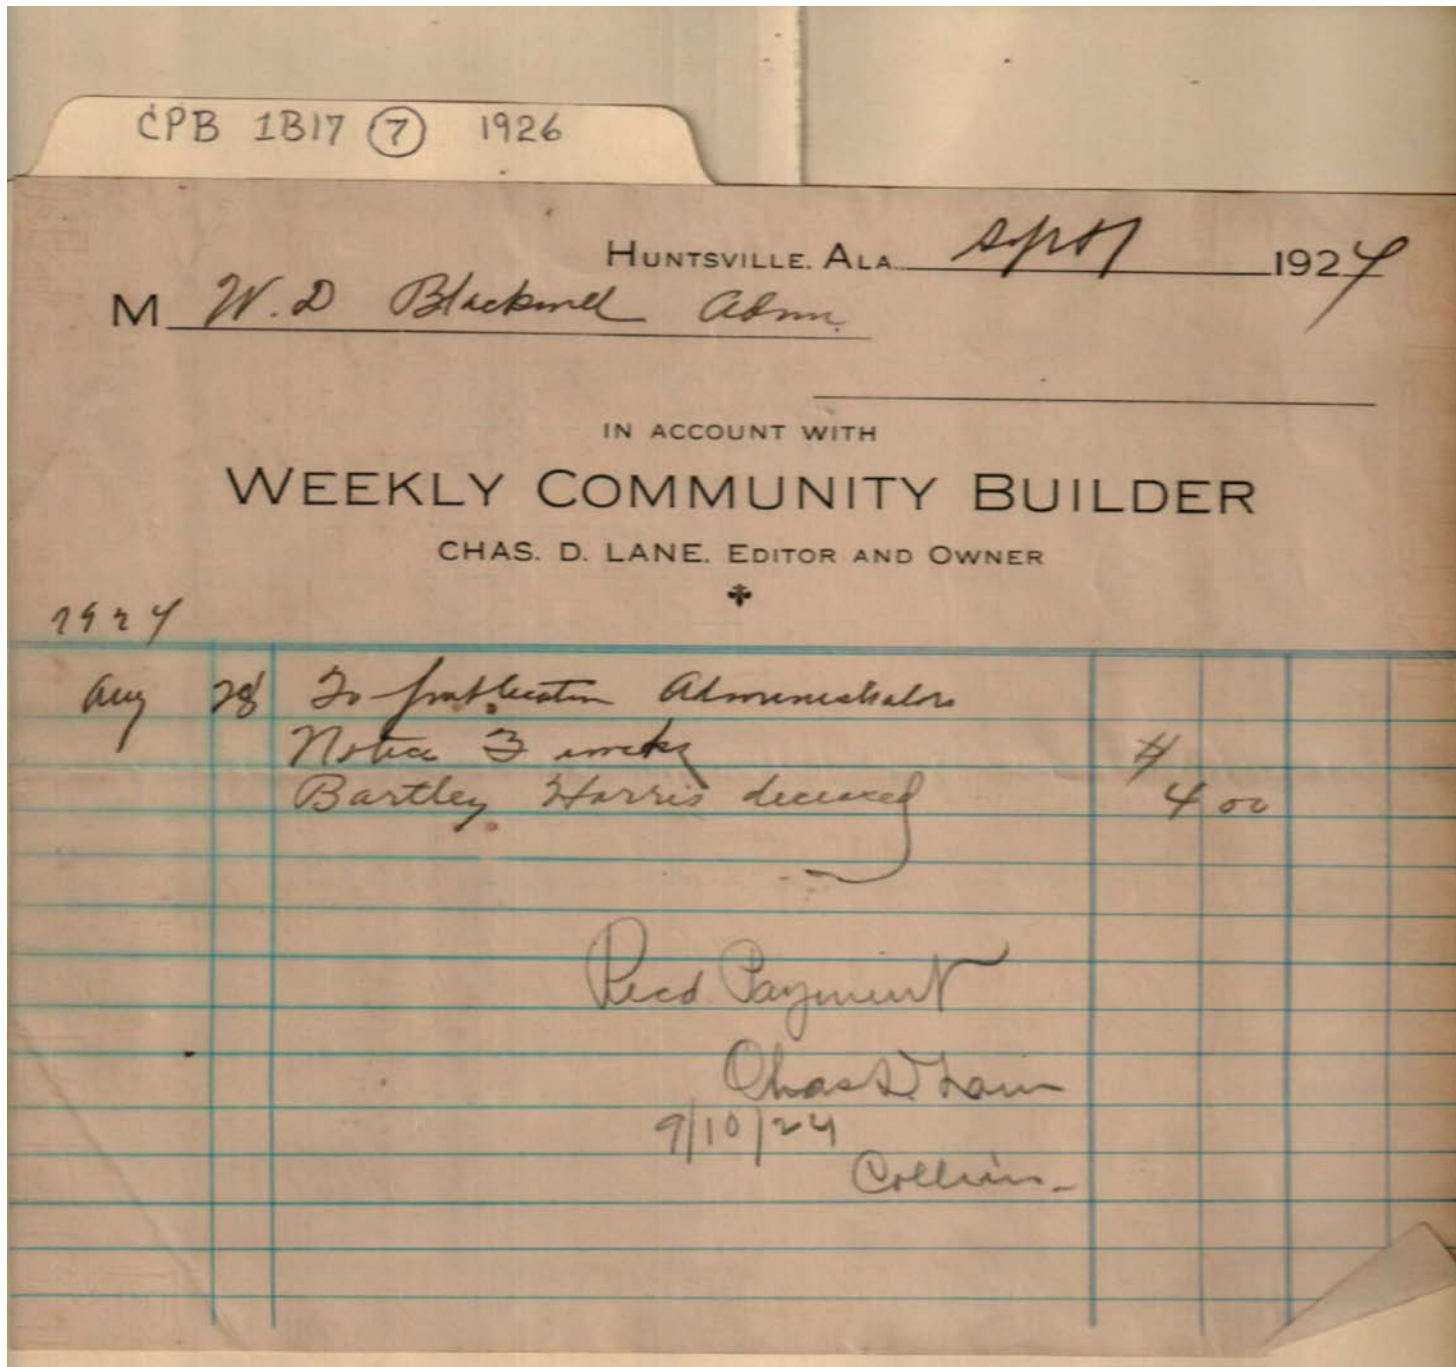 CPB 1B17 7 1926
HUNTSVILLE, ALA. 1924
M W. D Blackwell Admr.
IN ACCOUNT WITH
WEEKLY COMMUNITY BUILDER
CHAS. D. LANE, EDITOR AND OWNER
1924
Aug 28 To publication Administrators
Notice 3 weeks $
Bartley Harris deceased 4 00
Recd Payment
Chas D Lane
9/10/24
Collins